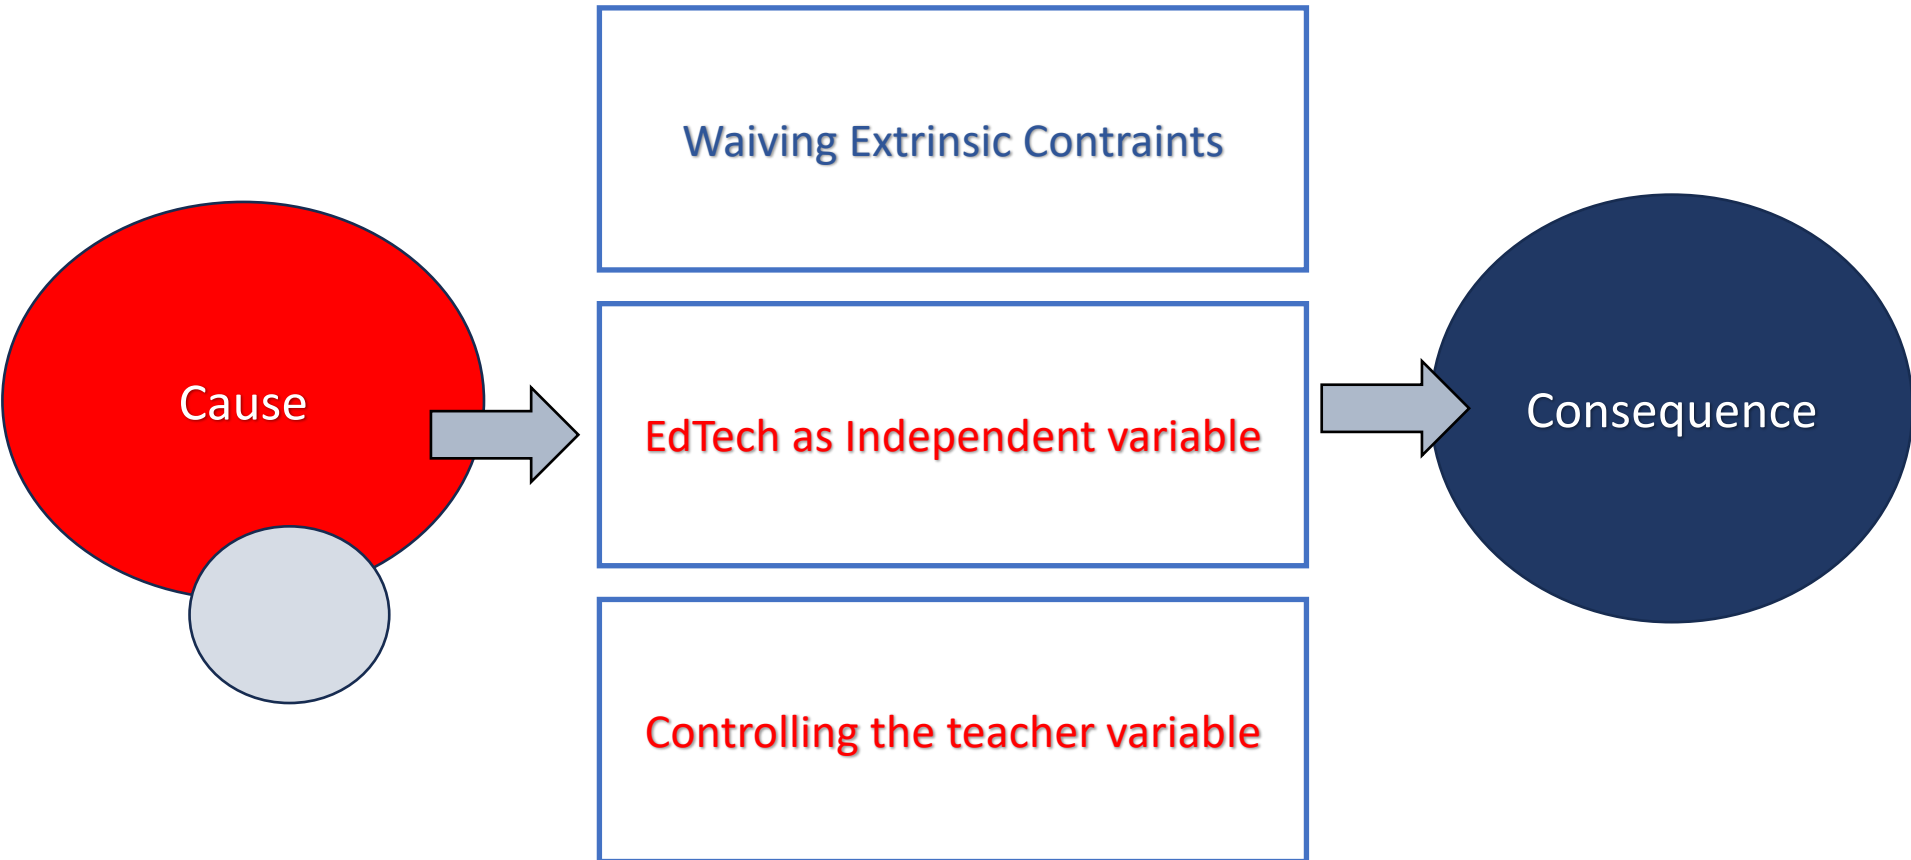 Waiving Extrinsic Contraints
Cause
EdTech as Independent variable
Consequence
Controlling the teacher variable